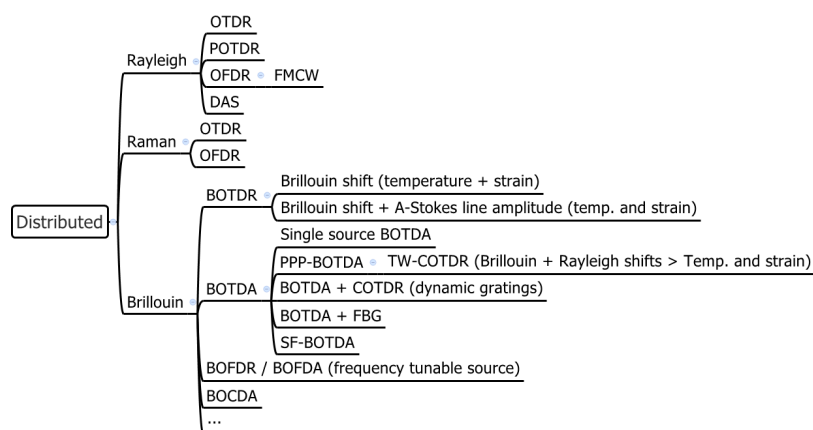 OTDR
POTDR
Rayleigh
OFDR
FMCW
DAS
OTDR
Raman
OFDR
Brillouin shift (temperature + strain)
BOTDR
Brillouin shift + A-Stokes line amplitude (temp. and strain)
Distributed
Single source BOTDA
PPP-BOTDA
TW-COTDR (Brillouin + Rayleigh shifts > Temp. and strain)
BOTDA
BOTDA + COTDR (dynamic gratings)
Brillouin
BOTDA + FBG
SF-BOTDA
BOFDR / BOFDA (frequency tunable source)
BOCDA
...